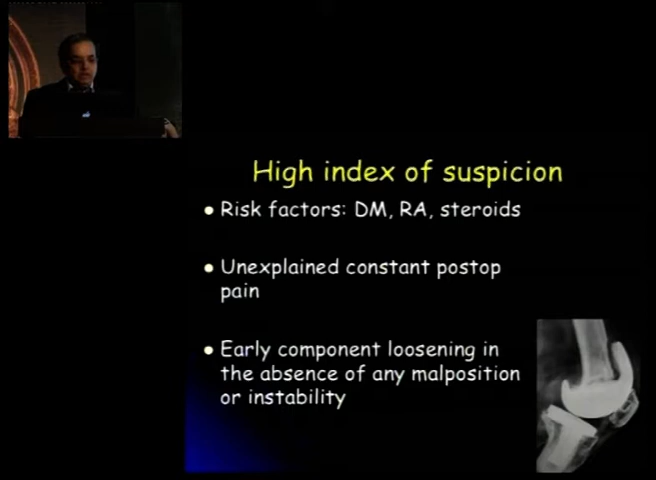 High index of suspicion
• Risk factors: DM, RA, steroids
• Unexplained constant postop
pain
• Early component loosening in
the absence of any malposition
or instability